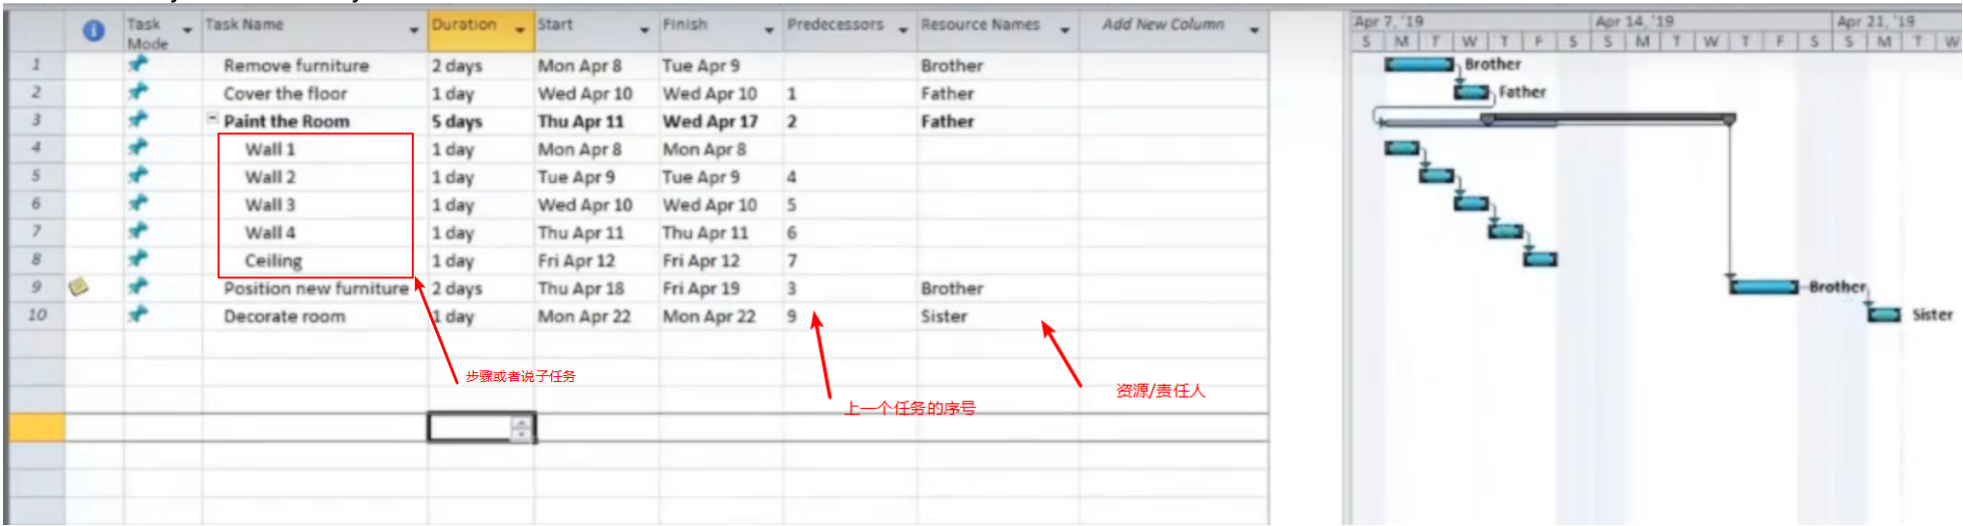 Task Mode Task Name Duration Start Finish Predecessors Resource Names Add New Column Apr 7, '19 Apr 14, '19 Apr 21, '19
S M T W T F S S M T W T F S S M T W
1 Remove furniture 2 days Mon Apr 8 Tue Apr 9 Brother Brother
2 Cover the floor 1 day Wed Apr 10 Wed Apr 10 1 Father Father
3 Paint the Room 5 days Thu Apr 11 Wed Apr 17 2 Father
4 Wall 1 1 day Mon Apr 8 Mon Apr 8
5 Wall 2 1 day Tue Apr 9 Tue Apr 9 4
6 Wall 3 1 day Wed Apr 10 Wed Apr 10 5
7 Wall 4 1 day Thu Apr 11 Thu Apr 11 6
8 Ceiling 1 day Fri Apr 12 Fri Apr 12 7
9 Position new furniture 2 days Thu Apr 18 Fri Apr 19 3 Brother Brother
10 Decorate room 1 day Mon Apr 22 Mon Apr 22 9 Sister Sister
步骤或者说子任务
资源/责任人
上一个任务的序号